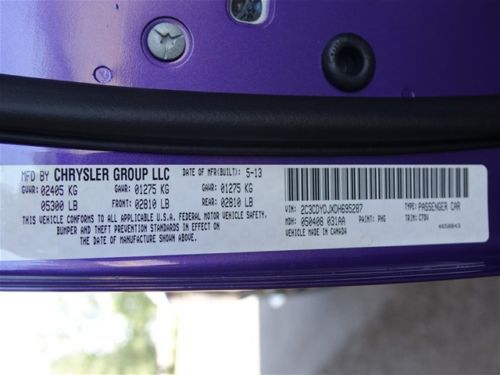 MFD BY CHRYSLER GROUP LLC DATE OF MFR(BUILT): 5-13
GVWR: 02405 KG GAWR: 01275 KG GAWR: 01275 KG
05300 LB FRONT: 02810 LB REAR: 02810 LB
THIS VEHICLE CONFORMS TO ALL APPLICABLE U.S.A. FEDERAL MOTOR VEHICLE SAFETY,
BUMPER AND THEFT PREVENTION STANDARDS IN EFFECT ON
THE DATE OF MANUFACTURE SHOWN ABOVE.
VIN: 2C3CDYDJXDH695287 TYPE: PASSENGER CAR
MDH: 050408 031AA PAINT: PHG TRIM: C7DV
VEHICLE MADE IN CANADA